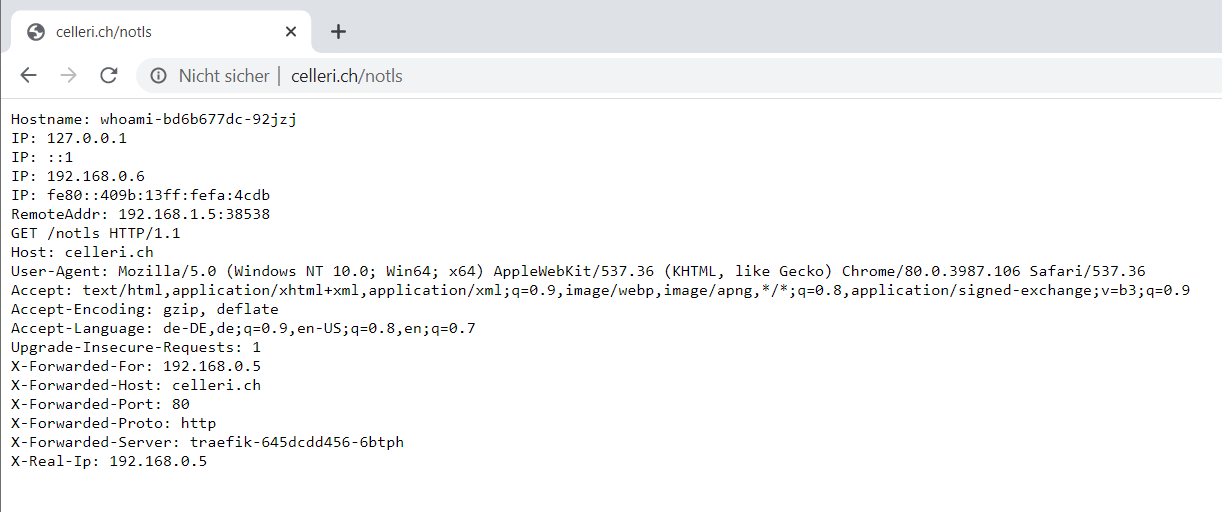 celleri.ch/notls
Nicht sicher | celleri.ch/notls
Hostname: whoami-bd6b677dc-92jzj
IP: 127.0.0.1
IP: ::1
IP: 192.168.0.6
IP: fe80::409b:13ff:fefa:4cdb
RemoteAddr: 192.168.1.5:38538
GET /notls HTTP/1.1
Host: celleri.ch
User-Agent: Mozilla/5.0 (Windows NT 10.0; Win64; x64) AppleWebKit/537.36 (KHTML, like Gecko) Chrome/80.0.3987.106 Safari/537.36
Accept: text/html,application/xhtml+xml,application/xml;q=0.9,image/webp,image/apng,*/*;q=0.8,application/signed-exchange;v=b3;q=0.9
Accept-Encoding: gzip, deflate
Accept-Language: de-DE,de;q=0.9,en-US;q=0.8,en;q=0.7
Upgrade-Insecure-Requests: 1
X-Forwarded-For: 192.168.0.5
X-Forwarded-Host: celleri.ch
X-Forwarded-Port: 80
X-Forwarded-Proto: http
X-Forwarded-Server: traefik-645dcdd456-6btph
X-Real-Ip: 192.168.0.5